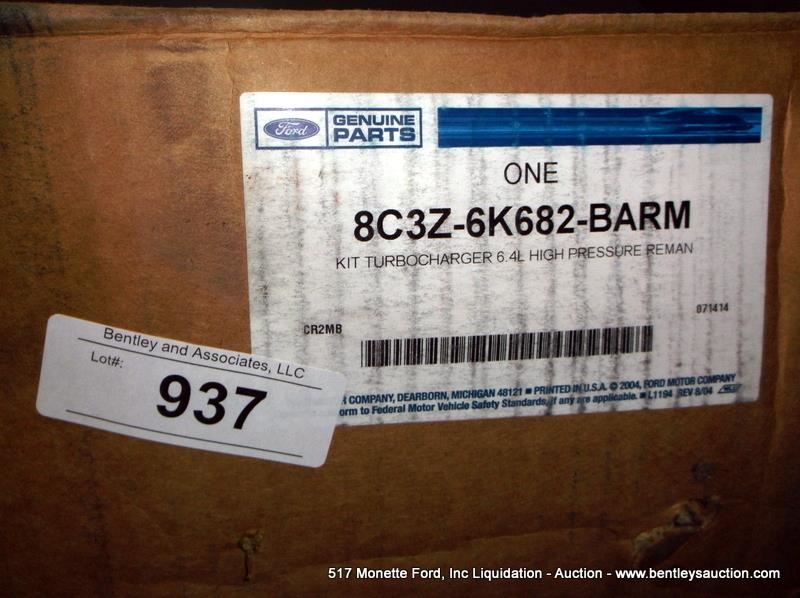 Ford
GENUINE
PARTS
ONE
8C3Z-6K682-BARM
KIT TURBOCHARGER 6.4L HIGH PRESSURE REMAN
CR2MB
071414
COMPANY, DEARBORN, MICHIGAN 48121 ■ PRINTED IN U.S.A. © 2004, FORD MOTOR COMPANY
to Federal Motor Vehicle Safety Standards, if any are applicable. ■ L1194 REV 8/04
Bentley and Associates, LLC
Lot#:
937
517 Monette Ford, Inc Liquidation - Auction - www.bentleysauction.com